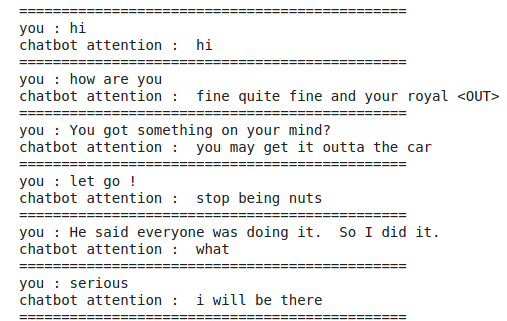 ==============================================
you : hi
chatbot attention :  hi
==============================================
you : how are you
chatbot attention :  fine quite fine and your royal <OUT>
==============================================
you : You got something on your mind?
chatbot attention :  you may get it outta the car
==============================================
you : let go !
chatbot attention :  stop being nuts
==============================================
you : He said everyone was doing it.  So I did it.
chatbot attention :  what
==============================================
you : serious
chatbot attention :  i will be there
==============================================